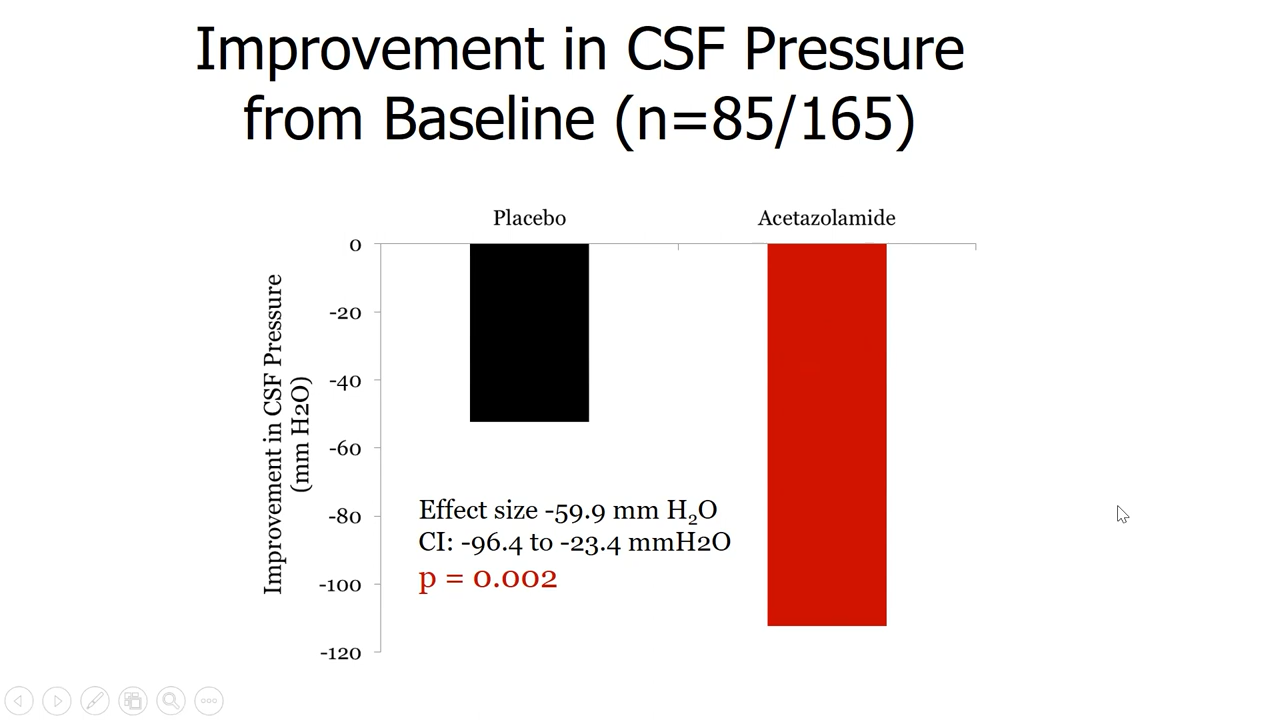 Improvement in CSF Pressure
from Baseline (n=85/165)
Placebo
Acetazolamide
0
-20
-40
-60
-80
-100
-120
Improvement in CSF Pressure
(mm H2O)
Effect size -59.9 mm H₂O
CI: -96.4 to -23.4 mmH2O
p = 0.002